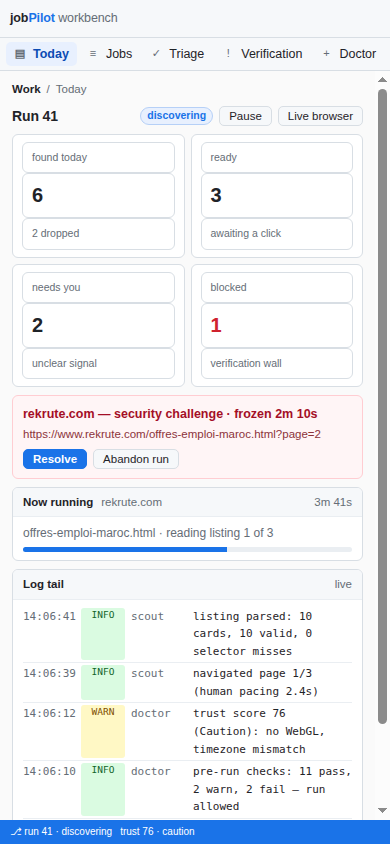 jobPilot workbench
Today Jobs Triage Verification Doctor
Work / Today
Run 41 discovering Pause Live browser
found today
6
2 dropped
ready
3
awaiting a click
needs you
2
unclear signal
blocked
1
verification wall
rekrute.com — security challenge · frozen 2m 10s
https://www.rekrute.com/offres-emploi-maroc.html?page=2
Resolve Abandon run
Now running rekrute.com 3m 41s
offres-emploi-maroc.html · reading listing 1 of 3
Log tail live
14:06:41 INFO scout listing parsed: 10
cards, 10 valid, 0
selector misses
14:06:39 INFO scout navigated page 1/3
(human pacing 2.4s)
14:06:12 WARN doctor trust score 76
(Caution): no WebGL,
timezone mismatch
14:06:10 INFO doctor pre-run checks: 11 pass,
2 warn, 2 fail — run
allowed
run 41 · discovering trust 76 · caution